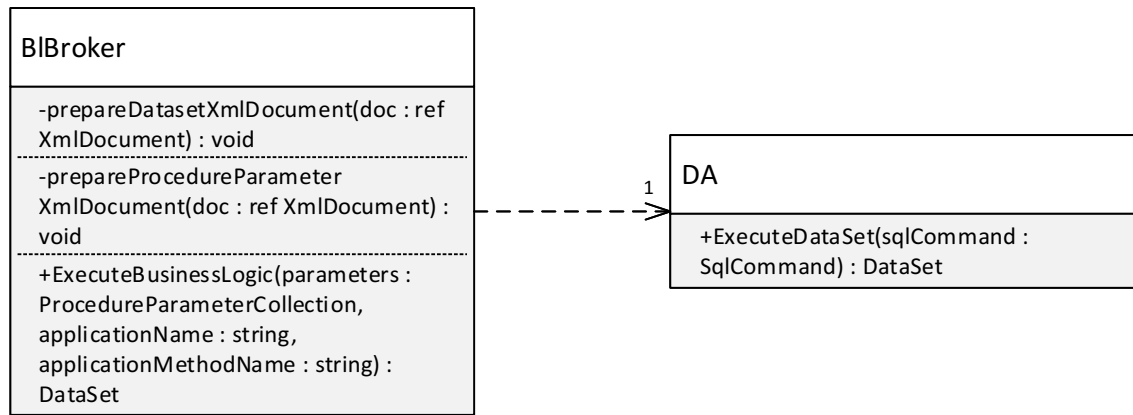 BlBroker
-prepareDatasetXmlDocument(doc : ref
XmlDocument) : void
-prepareProcedureParameter
XmlDocument(doc : ref XmlDocument) :
void
+ExecuteBusinessLogic(parameters :
ProcedureParameterCollection,
applicationName : string,
applicationMethodName : string) :
DataSet
1
DA
+ExecuteDataSet(sqlCommand :
SqlCommand) : DataSet